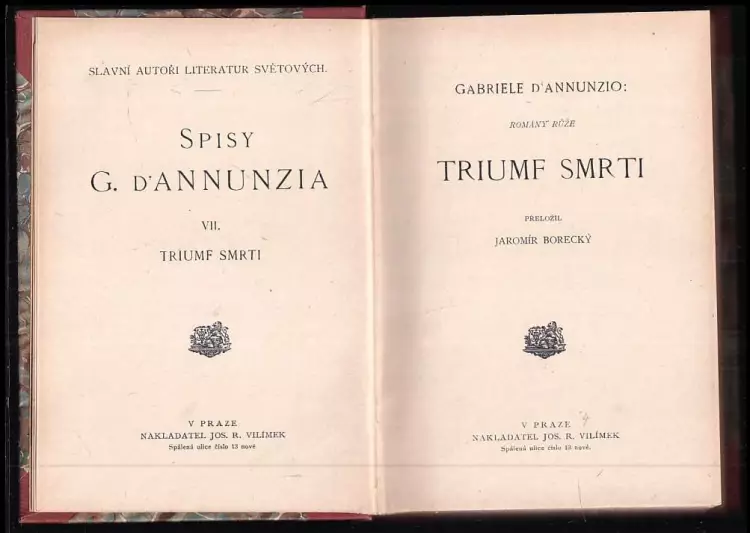 SLAVNÍ AUTOŘI LITERATUR SVĚTOVÝCH.
SPISY
G. D'ANNUNZIA
VII.
TRIUMF SMRTI
V PRAZE
NAKLADATEL JOS. R. VILÍMEK
Spálená ulice číslo 13 nové
GABRIELE D'ANNUNZIO:
ROMÁNY RŮŽE
TRIUMF SMRTI
PŘELOŽIL
JAROMÍR BORECKÝ
V PRAZE
NAKLADATEL JOS. R. VILÍMEK
Spálená ulice číslo 13 nové.